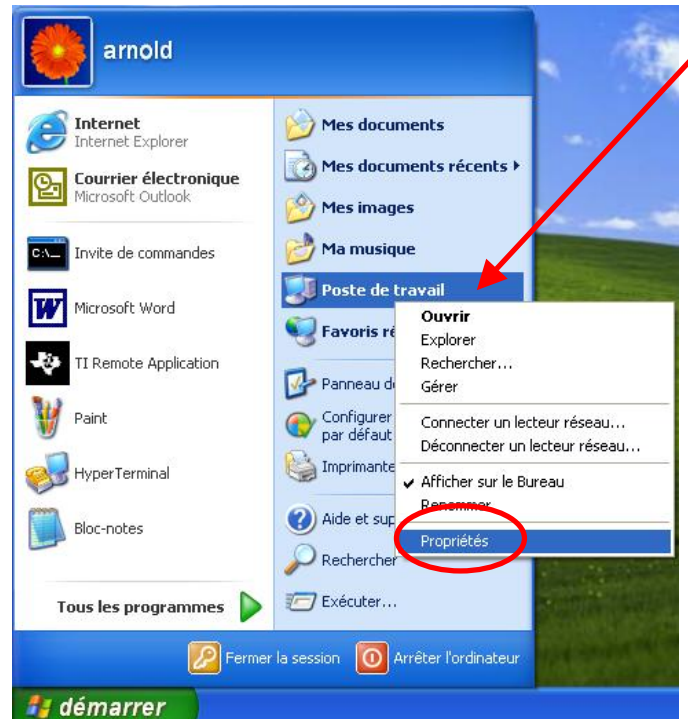 arnold
Internet
Internet Explorer
Courrier électronique
Microsoft Outlook
C:\_
Invite de commandes
W
Microsoft Word
TI Remote Application
Paint
HyperTerminal
Bloc-notes
Tous les programmes
Mes documents
Mes documents récents
Mes images
Ma musique
Poste de travail
Favoris
Panneau
Configurer
par défaut
Imprimante
Aide et
Rechercher
Exécuter...
Ouvrir
Explorer
Rechercher...
Gérer
Connecter un lecteur réseau...
Déconnecter un lecteur réseau...
Afficher sur le Bureau
Renommer
Propriétés
Fermer la session
Arrêter l'ordinateur
démarrer